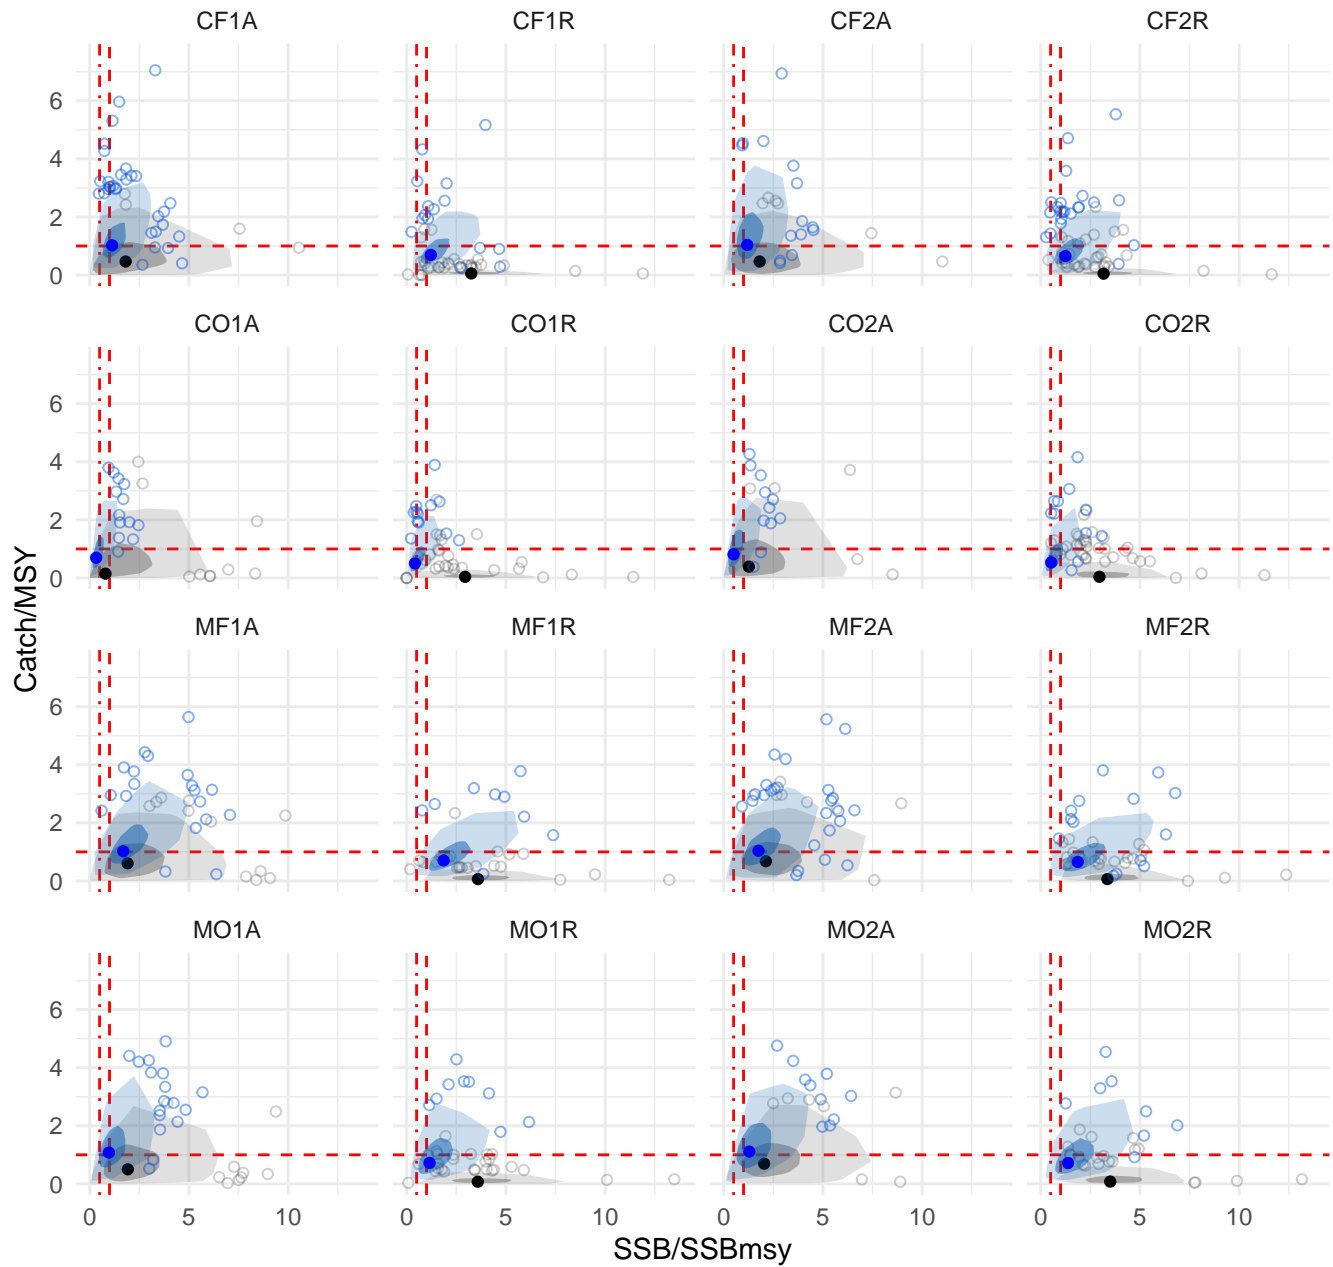 CF1A CF1R CF2A CF2R
6
4
2
0
CO1A CO1R CO2A CO2R
6
4
2
0
Catch/MSY
MF1A MF1R MF2A MF2R
6
4
2
0
MO1A MO1R MO2A MO2R
6
4
2
0
0 5 10 0 5 10 0 5 10 0 5 10
SSB/SSBmsy